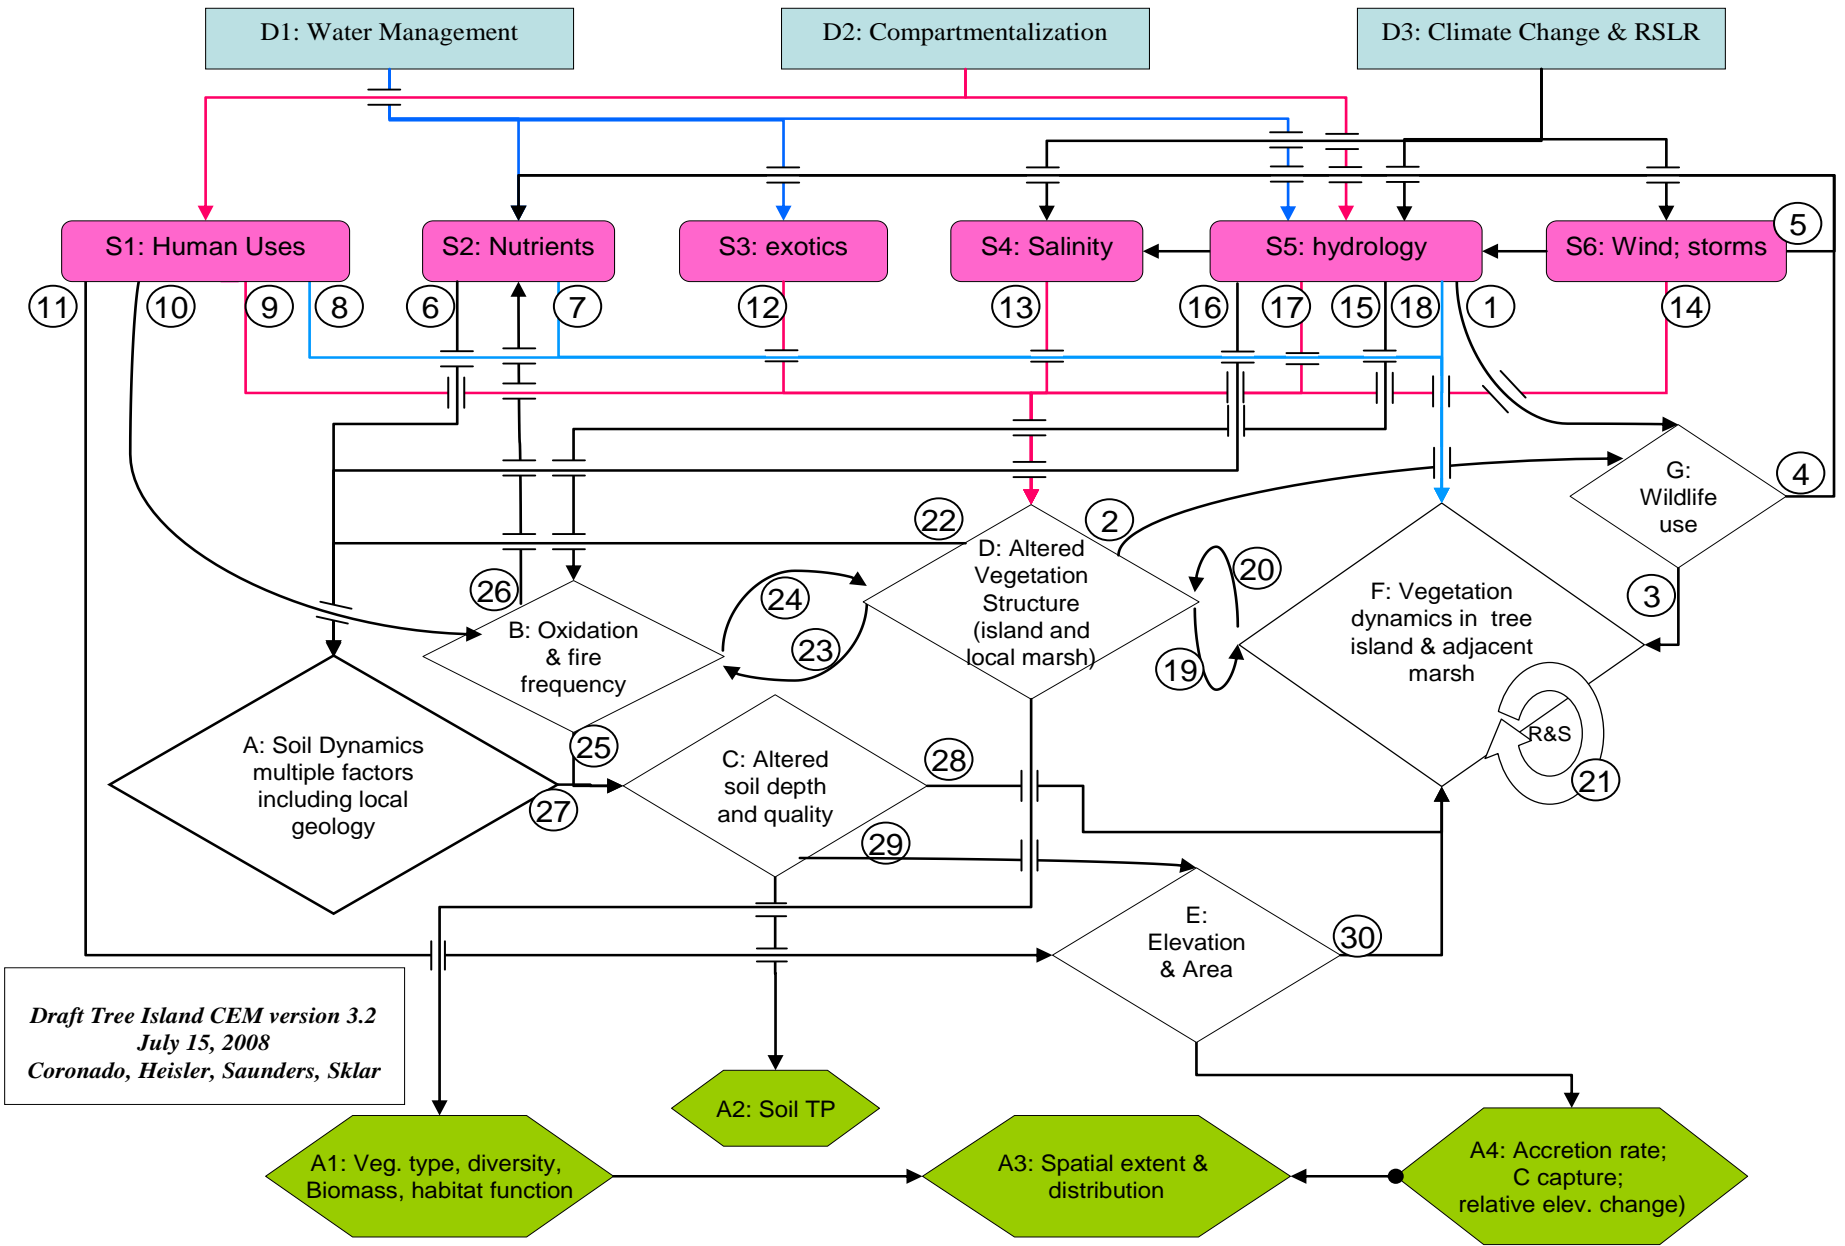 D1: Water Management
D2: Compartmentalization
D3: Climate Change & RSLR
S1: Human Uses
S2: Nutrients
S3: exotics
S4: Salinity
S5: hydrology
S6: Wind; storms
5
11
10
9
8
6
7
12
13
16
17
15
18
1
14
G:
Wildlife
use
4
22
2
D: Altered
Vegetation
Structure
(island and
local marsh)
20
3
26
24
F: Vegetation
dynamics in tree
island & adjacent
marsh
B: Oxidation
& fire
frequency
23
19
R&S
21
A: Soil Dynamics
multiple factors
including local
geology
25
27
C: Altered
soil depth
and quality
28
29
E:
Elevation
& Area
30
Draft Tree Island CEM version 3.2
July 15, 2008
Coronado, Heisler, Saunders, Sklar
A2: Soil TP
A1: Veg. type, diversity,
Biomass, habitat function
A3: Spatial extent &
distribution
A4: Accretion rate;
C capture;
relative elev. change)